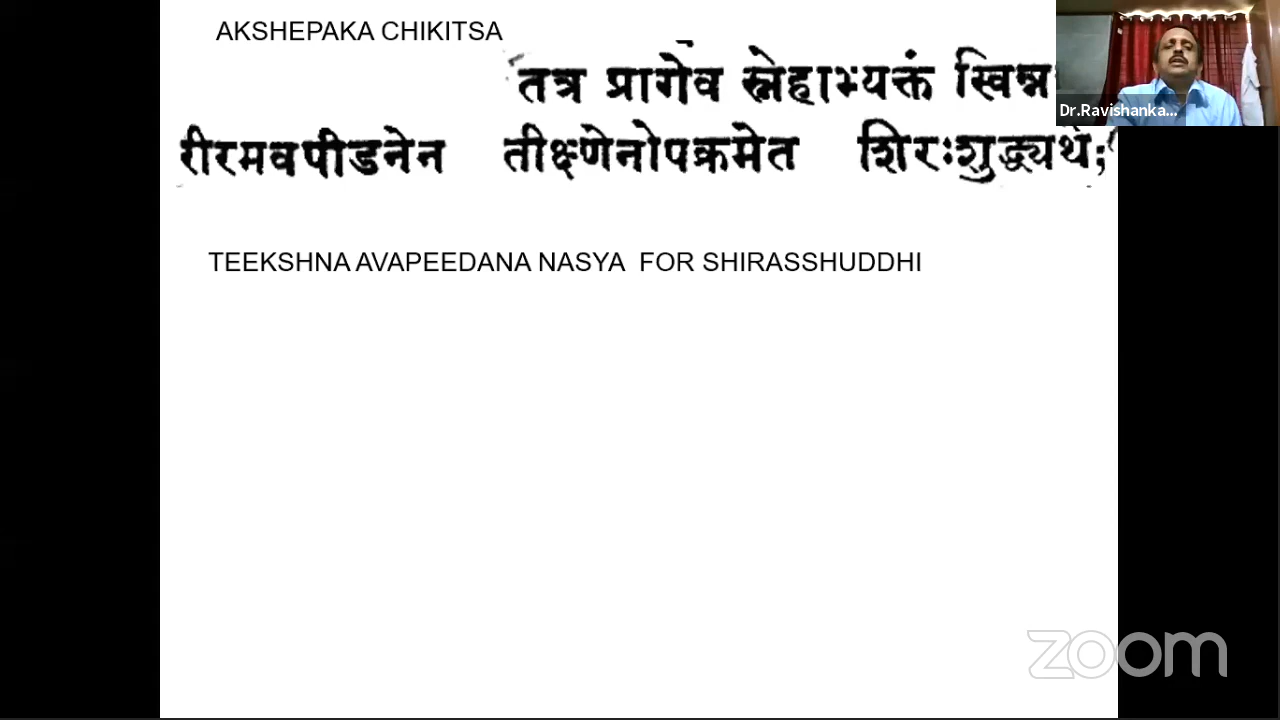 AKSHEPAKA CHIKITSA
तत्र प्रागेव स्नेहाभ्यक्तं स्विन्न
Dr.Ravishanka...
रीरमवपीडनेन तीक्ष्णेनोपक्रमेत शिरःशुद्ध्यर्थं;
TEEKSHNA AVAPEEDANA NASYA FOR SHIRASSHUDDHI
zoom